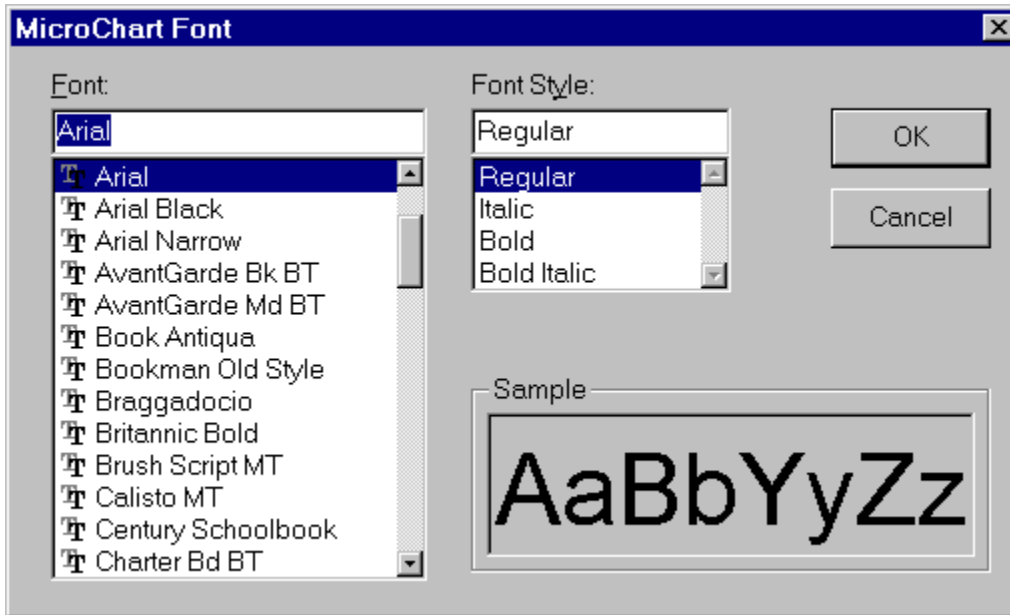 MicroChart Font
Font:
Arial
Arial
Arial Black
Arial Narrow
AvantGarde Bk BT
AvantGarde Md BT
Book Antiqua
Bookman Old Style
Braggadocio
Britannic Bold
Brush Script MT
Calisto MT
Century Schoolbook
Charter Bd BT
Font Style:
Regular
Regular
Italic
Bold
Bold Italic
OK
Cancel
Sample
AaBbYyZz